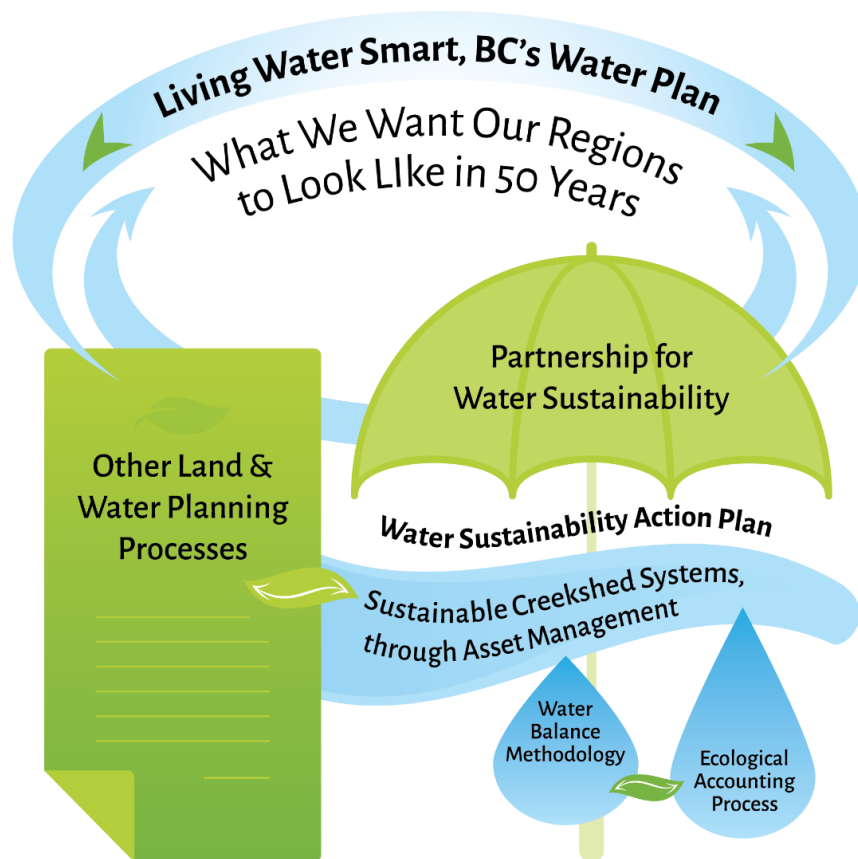 Living Water Smart, BC's Water Plan
What We Want Our Regions
to Look LIke in 50 Years
Partnership for
Water Sustainability
Other Land &
Water Planning
Processes
Water Sustainability Action Plan
Sustainable Creekshed Systems,
through Asset Management
Water
Balance
Methodology
Ecological
Accounting
Process